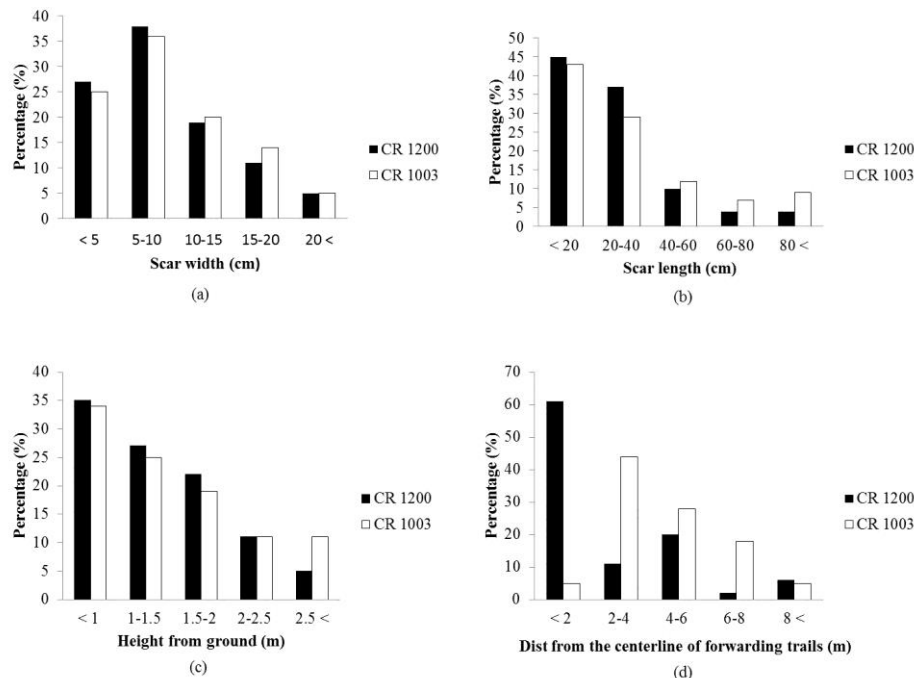 40
35
30
25
20
15
10
5
0
Percentage (%)
< 5 5-10 10-15 15-20 20 <
Scar width (cm)
CR 1200
CR 1003
(a)
50
45
40
35
30
25
20
15
10
5
0
Percentage (%)
< 20 20-40 40-60 60-80 80 <
Scar length (cm)
CR 1200
CR 1003
(b)
40
35
30
25
20
15
10
5
0
Percentage (%)
< 1 1-1.5 1.5-2 2-2.5 2.5 <
Height from ground (m)
CR 1200
CR 1003
(c)
70
60
50
40
30
20
10
0
Percentage (%)
< 2 2-4 4-6 6-8 8 <
Dist from the centerline of forwarding trails (m)
CR 1200
CR 1003
(d)